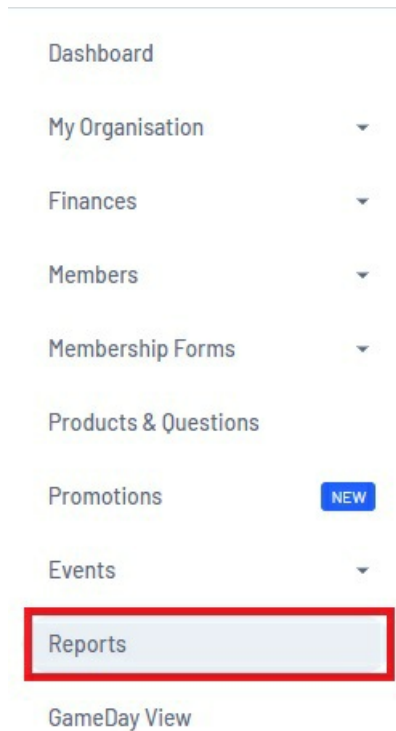 Dashboard
My Organisation
Finances
Members
Membership Forms
Products & Questions
Promotions NEW
Events
Reports
GameDay View